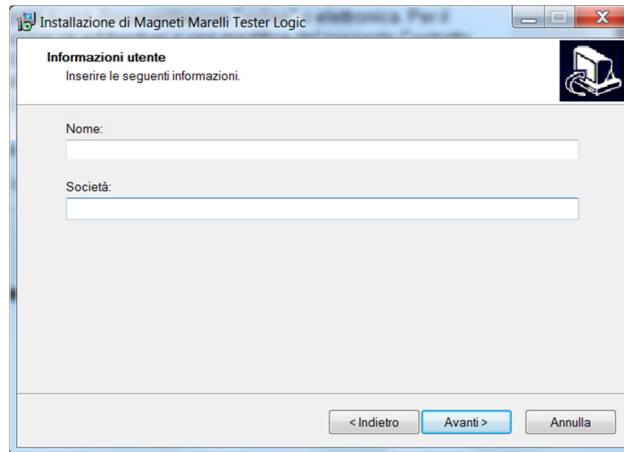 Installazione di Magneti Marelli Tester Logic
Informazioni utente
Inserire le seguenti informazioni.
Nome:
Società:
< Indietro
Avanti >
Annulla